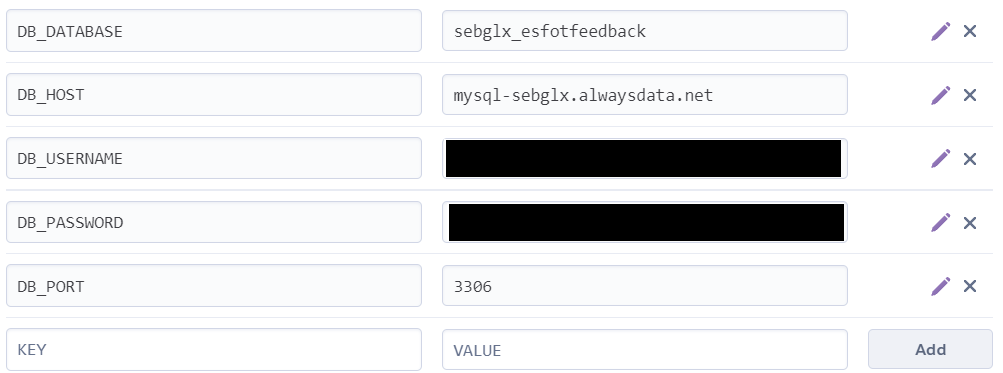 DB_DATABASE sebglx_esfotfeedback
DB_HOST mysql-sebglx.alwaysdata.net
DB_USERNAME
DB_PASSWORD
DB_PORT 3306
KEY VALUE Add